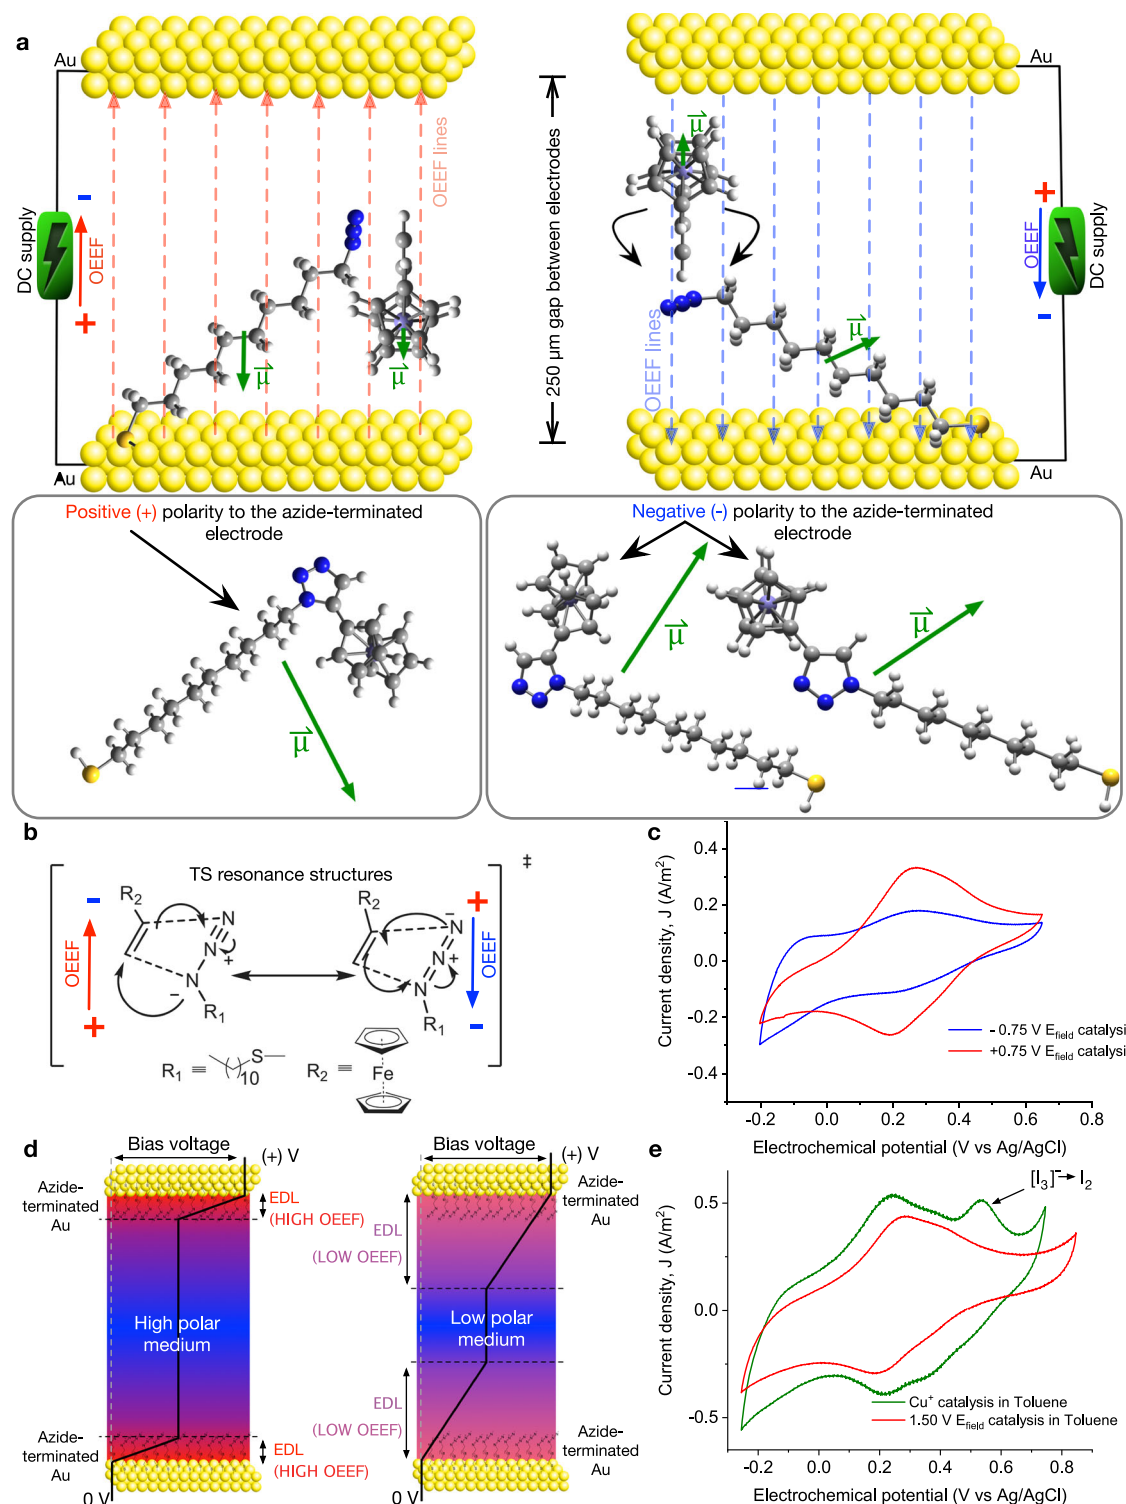 a
Au
Au
OEEF lines
250 μm gap between electrodes
μ
DC supply
-
OEEF
+
μ
μ
Au
+
OEEF
-
DC supply
OEEF lines
μ
Au
Positive (+) polarity to the azide-terminated
electrode
μ
Negative (-) polarity to the azide-terminated
electrode
μ
μ
b
TS resonance structures
‡
R2
N
N
+
N
-
R1
-
OEEF
+
R2
-
N
N
+
N
R1
+
OEEF
-
R1 ≡ ( )10 S
R2 ≡ Fe
c
Current density, J (A/m²)
0.4
0.2
0.0
-0.2
-0.4
- 0.75 V Efield catalysi
+0.75 V Efield catalysi
-0.2 0.0 0.2 0.4 0.6 0.8
Electrochemical potential (V vs Ag/AgCl)
d
Bias voltage
(+) V
Azide-
terminated
Au
EDL
(HIGH OEEF)
High polar
medium
Azide-
terminated
Au
EDL
(HIGH OEEF)
0 V
Bias voltage
(+) V
EDL
(LOW OEEF)
Azide-
terminated
Au
Low polar
medium
EDL
(LOW OEEF)
Azide-
terminated
Au
0 V
e
[I3]⁻→ I2
Current density, J (A/m²)
0.5
0.0
-0.5
Cu⁺ catalysis in Toluene
1.50 V Efield catalysis in Toluene
-0.2 0.0 0.2 0.4 0.6 0.8
Electrochemical potential (V vs Ag/AgCl)